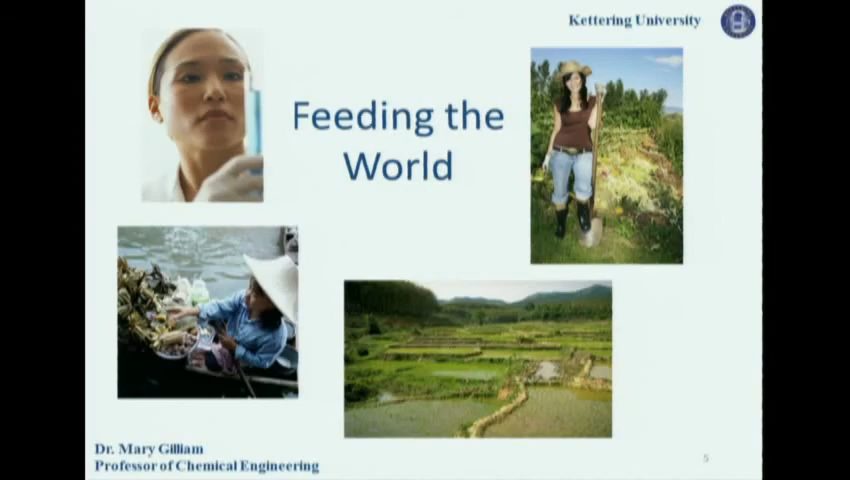 Kettering University
Feeding the
World
Dr. Mary Gilliam
Professor of Chemical Engineering
5